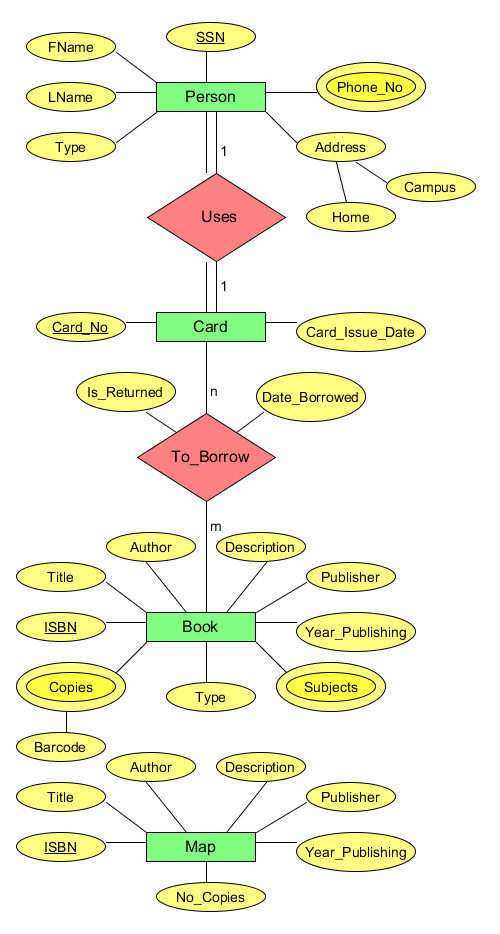 SSN
FName
Phone_No
LName
Person
Type
Address
1
Campus
Home
Uses
1
Card_No
Card
Card_Issue_Date
n
Is_Returned
Date_Borrowed
To_Borrow
m
Author
Description
Title
Publisher
ISBN
Book
Year_Publishing
Copies
Type
Subjects
Barcode
Author
Description
Title
Publisher
ISBN
Map
Year_Publishing
No_Copies